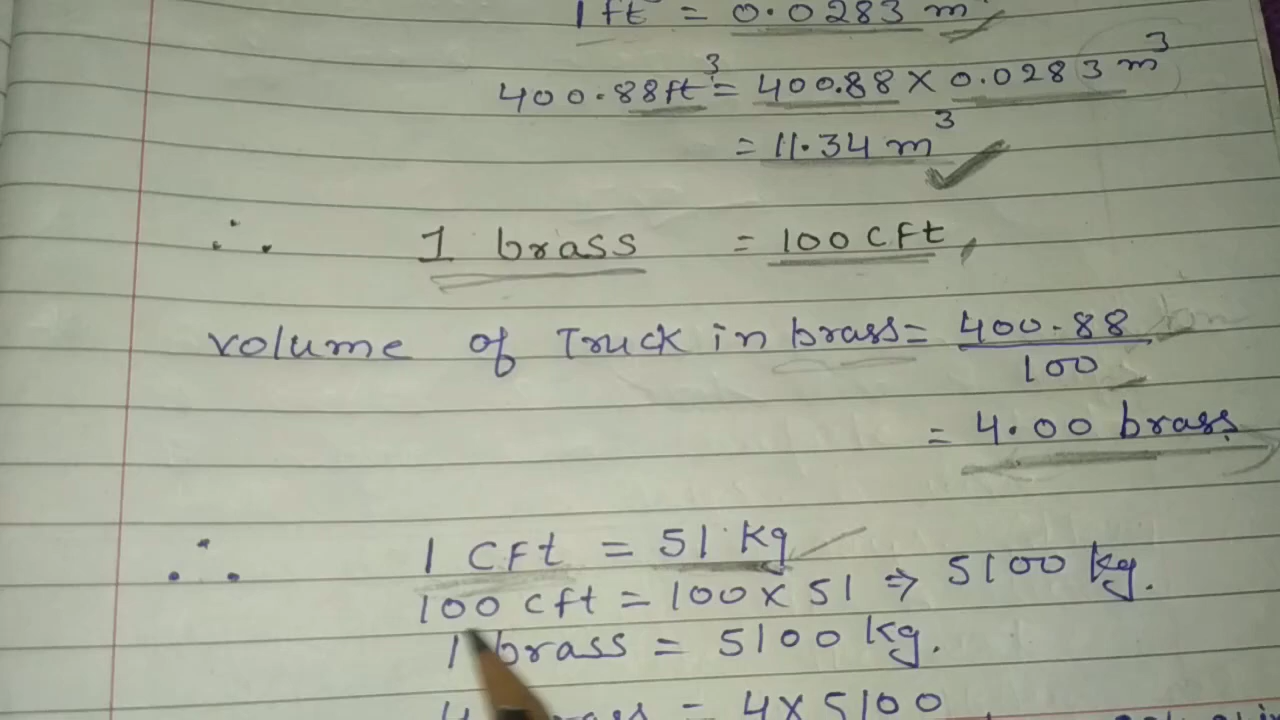 1 ft = 0.0283 m
400.88ft³ = 400.88 × 0.0283 m³
= 11.34 m³
∴ 1 brass = 100 CFt,
volume of Truck in brass = 400.88 / 100
= 4.00 brass
∴ 1 CFt = 51 Kg
100 cft = 100 × 51 ⇒ 5100 kg.
1 brass = 5100 kg.
= 4 × 5100